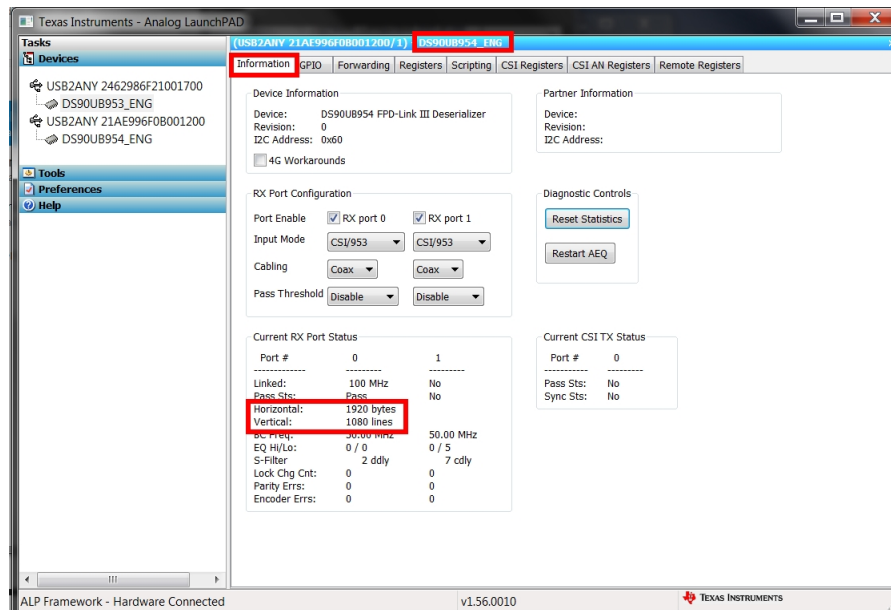 Texas Instruments - Analog LaunchPAD
Tasks
Devices
USB2ANY 2462986F21001700
DS90UB953_ENG
USB2ANY 21AE996F0B001200
DS90UB954_ENG
Tools
Preferences
Help
(USB2ANY 21AE996F0B001200/1) DS90UB954_ENG
Information GPIO Forwarding Registers Scripting CSI Registers CSI AN Registers Remote Registers
Device Information
Device: DS90UB954 FPD-Link III Deserializer
Revision: 0
I2C Address: 0x60
4G Workarounds
Partner Information
Device:
Revision:
I2C Address:
RX Port Configuration
Port Enable RX port 0 RX port 1
Input Mode CSI/953 CSI/953
Cabling Coax Coax
Pass Threshold Disable Disable
Diagnostic Controls
Reset Statistics
Restart AEQ
Current RX Port Status
Port # 0 1
------------- --------- ---------
Linked: 100 MHz No
Pass Sts: Pass No
Horizontal: 1920 bytes
Vertical: 1080 lines
BC Freq: 50.00 MHz 50.00 MHz
EQ Hi/Lo: 0 / 0 0 / 5
S-Filter 2 ddly 7 cdly
Lock Chg Cnt: 0 0
Parity Errs: 0 0
Encoder Errs: 0 0
Current CSI TX Status
Port # 0
----------- ---------
Pass Sts: No
Sync Sts: No
ALP Framework - Hardware Connected
v1.56.0010
TEXAS INSTRUMENTS